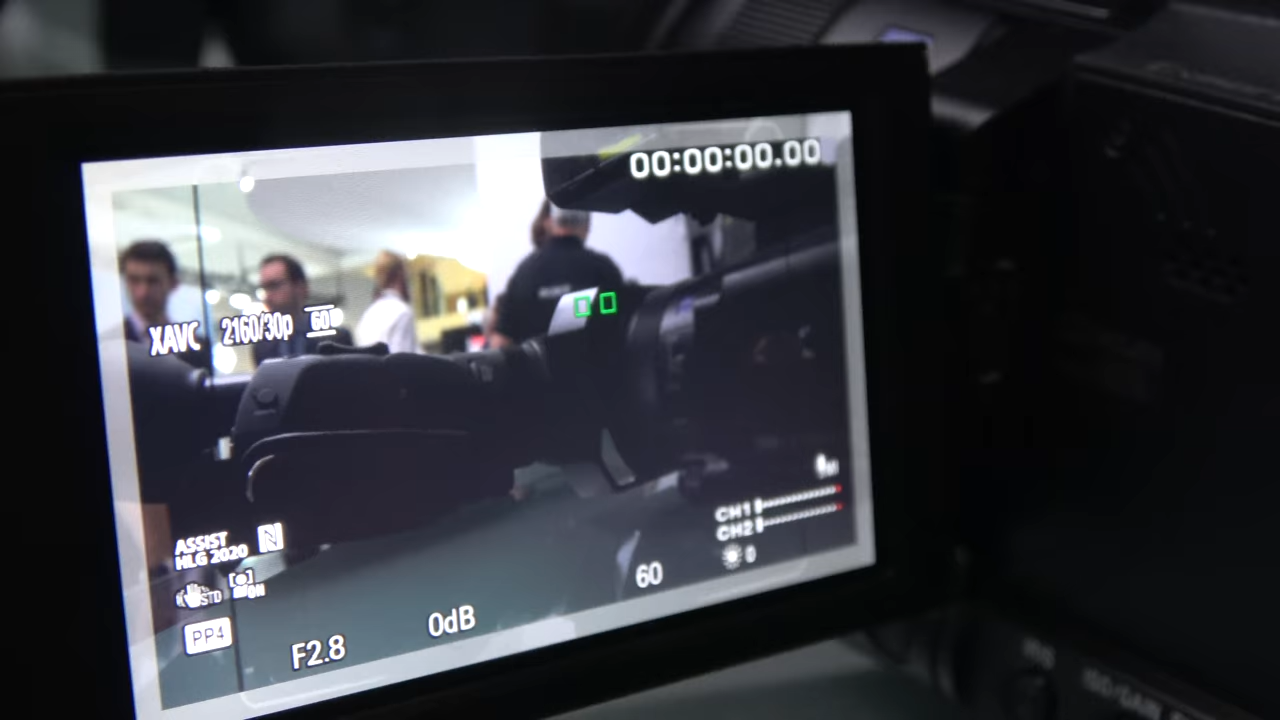 00:00:00.00
XAVC 2160/30p 60
ASSIST
HLG 2020
STD
ON
PP4
F2.8
0dB
60
CH1
CH2
0